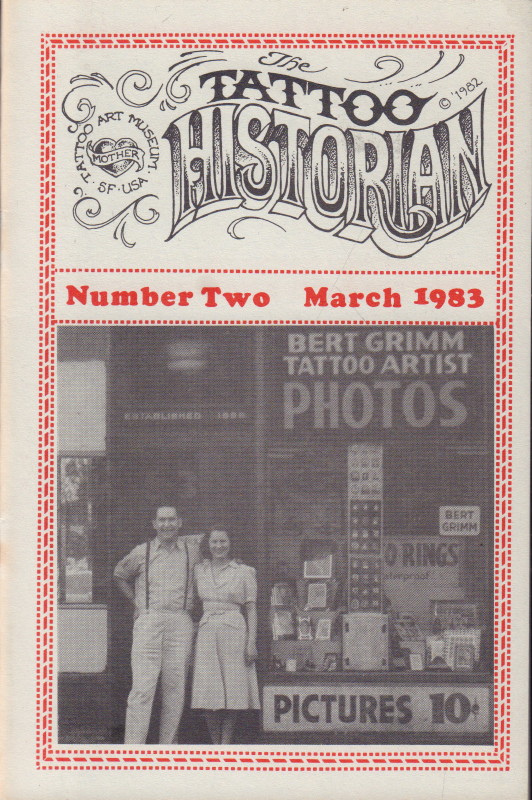 The
TATTOO
HISTORIAN
© '1982
TATTOO ART MUSEUM.
MOTHER
SF·USA
Number Two March 1983
BERT GRIMM
TATTOO ARTIST
PHOTOS
ESTABLISHED
BERT
GRIMM
O RINGS
aterproof
PICTURES 10¢